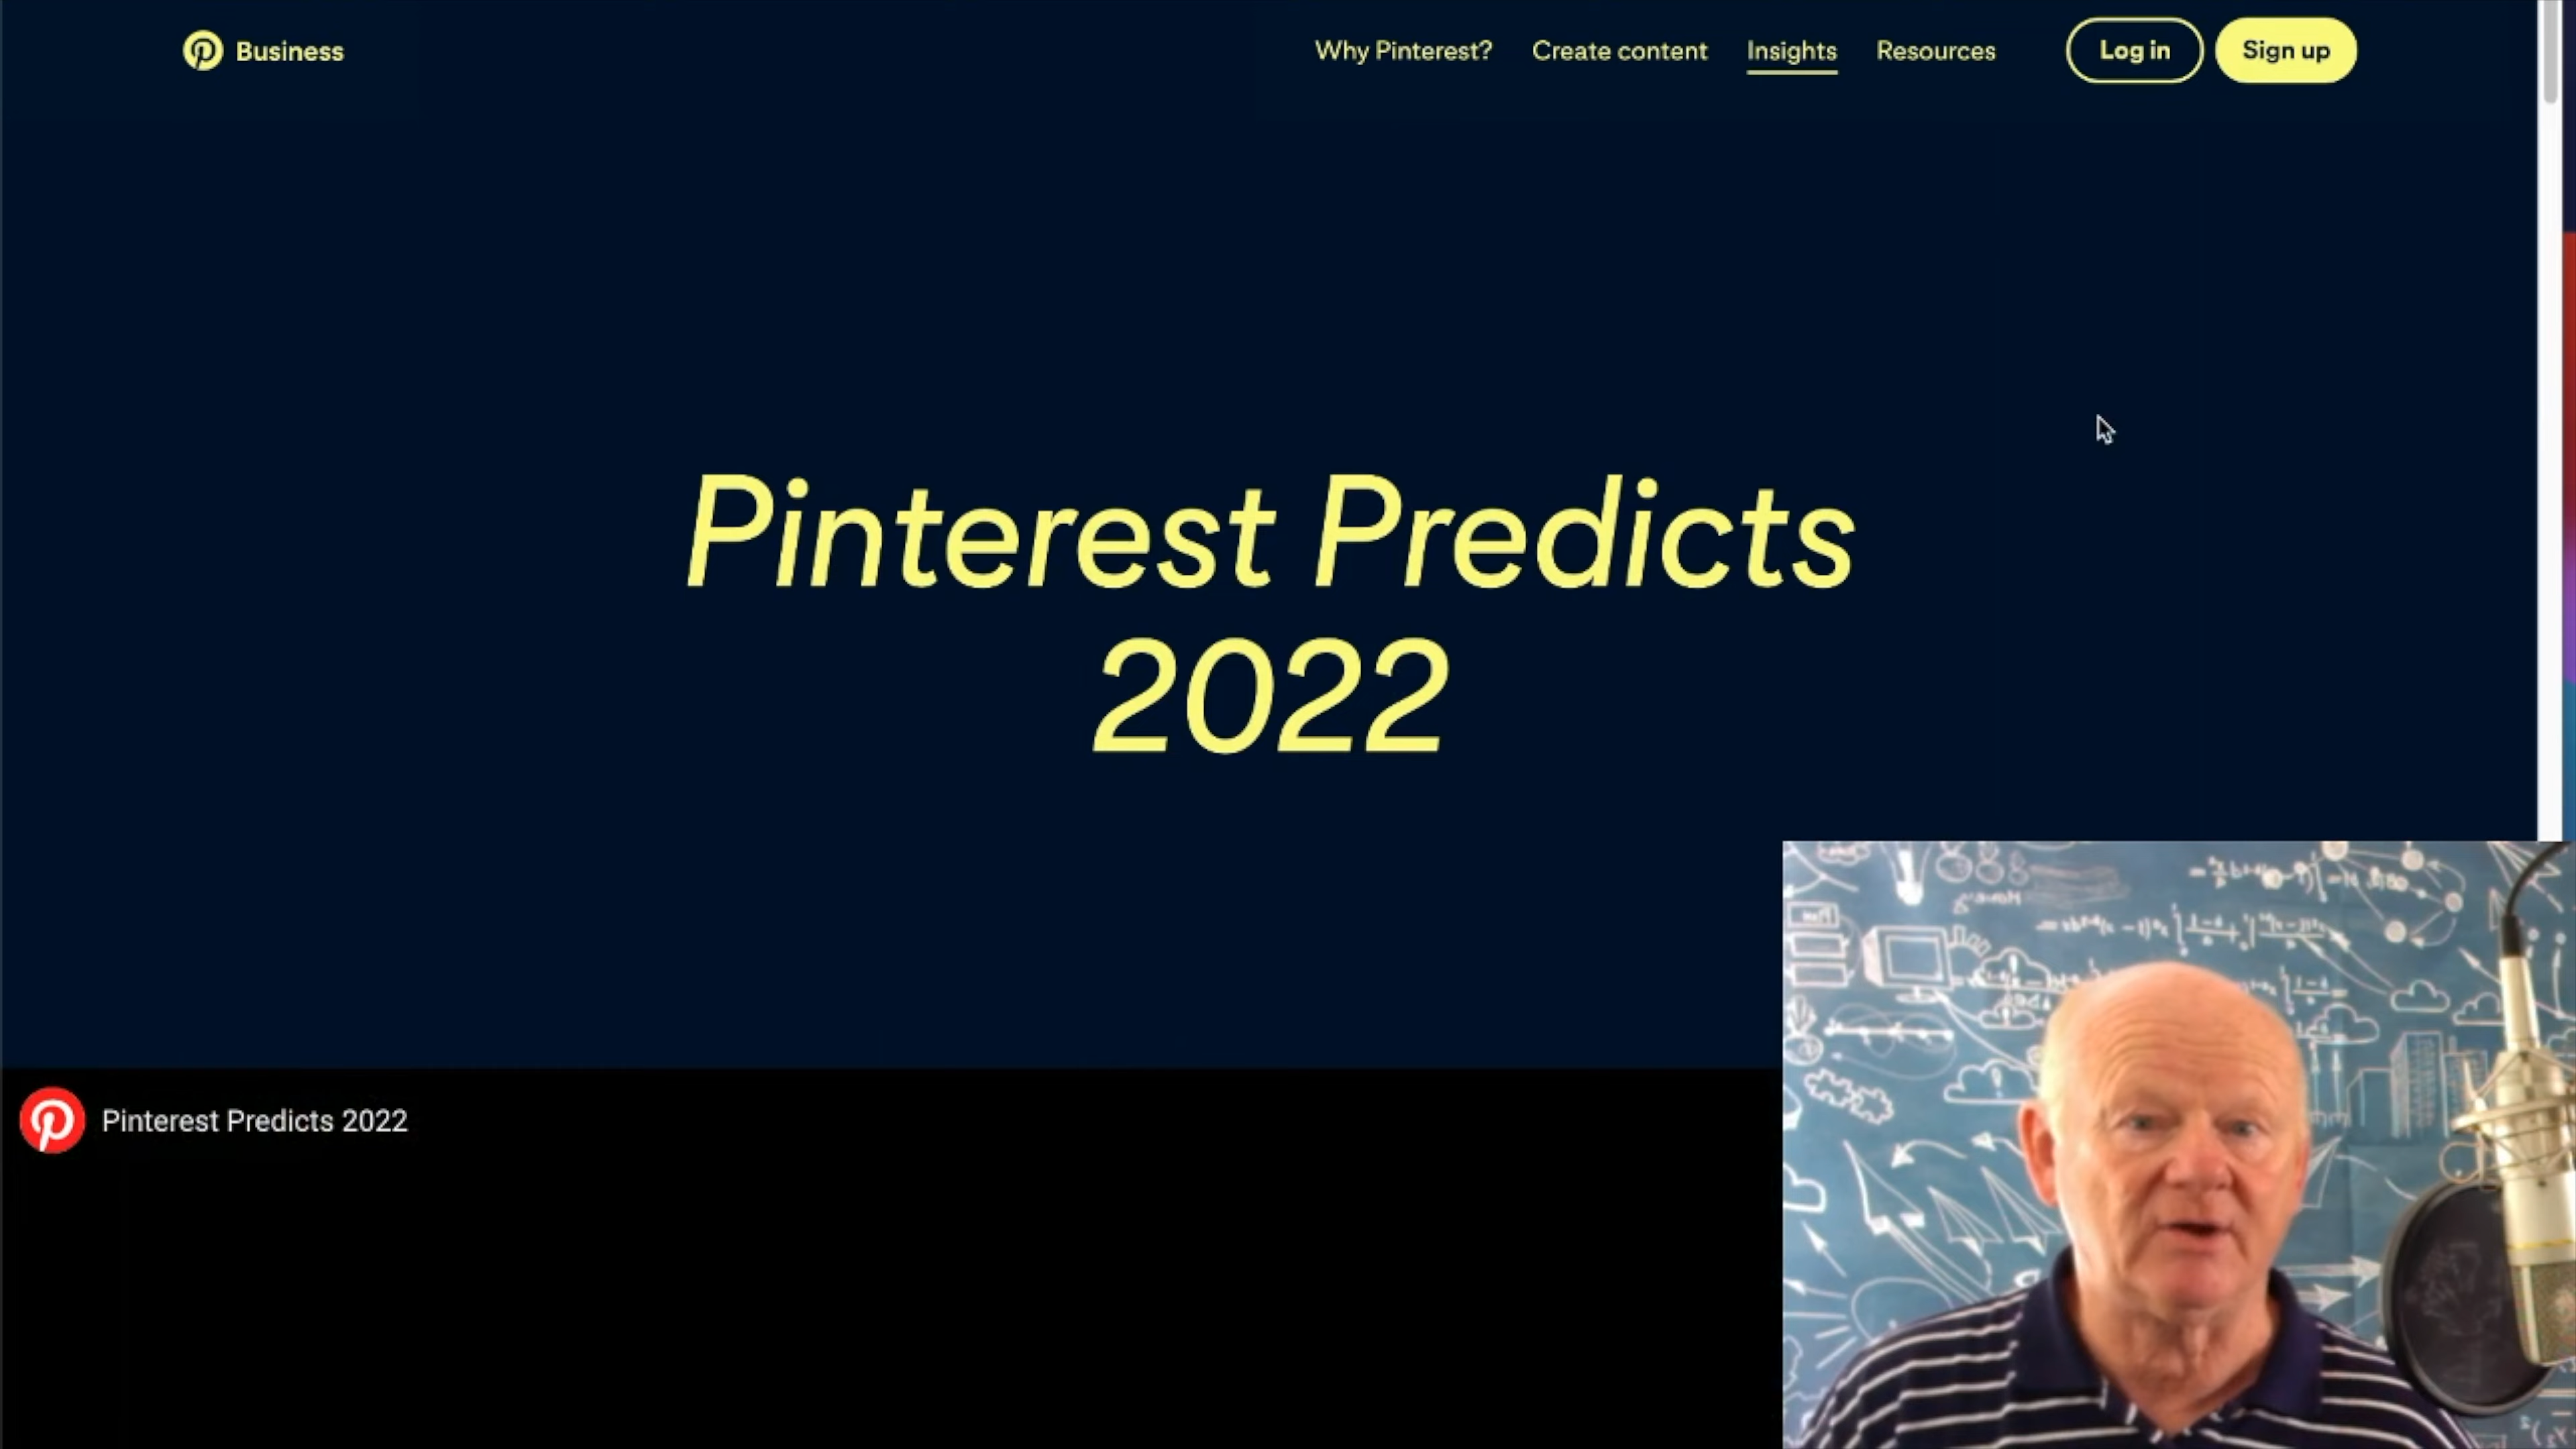 Business
Why Pinterest? Create content Insights Resources Log in Sign up
Pinterest Predicts
2022
Pinterest Predicts 2022